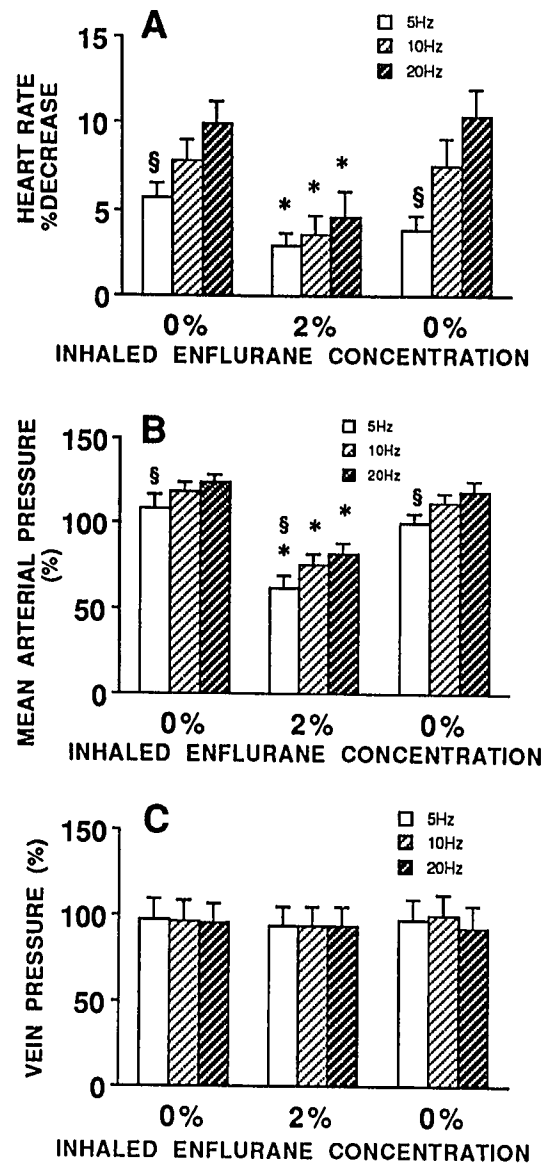 A
5Hz
10Hz
20Hz
HEART RATE
%DECREASE
15
10
5
0
§
*
*
*
§
0% 2% 0%
INHALED ENFLURANE CONCENTRATION
B
5Hz
10Hz
20Hz
MEAN ARTERIAL PRESSURE
(%)
150
100
50
0
§
§
*
*
*
§
0% 2% 0%
INHALED ENFLURANE CONCENTRATION
C
5Hz
10Hz
20Hz
VEIN PRESSURE (%)
150
100
50
0
0% 2% 0%
INHALED ENFLURANE CONCENTRATION